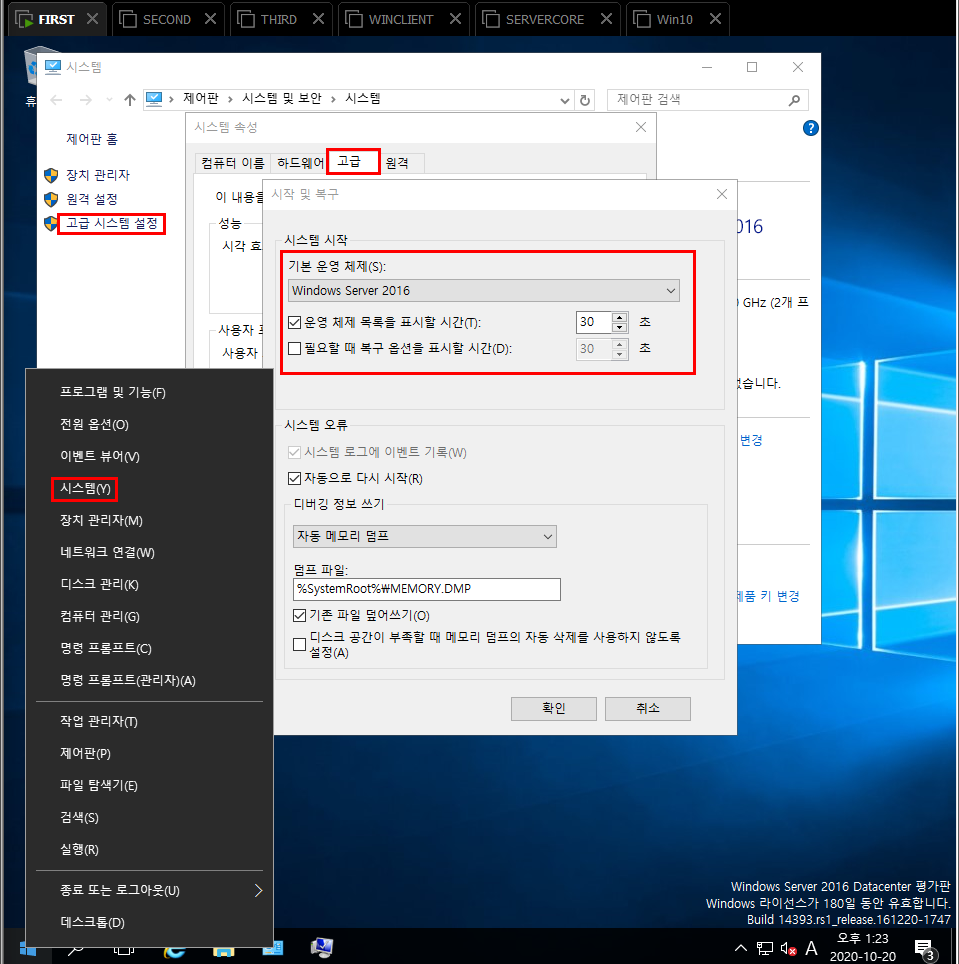 FIRST
SECOND
THIRD
WINCLIENT
SERVERCORE
Win10
시스템
제어판 › 시스템 및 보안 › 시스템
제어판 검색
제어판 홈
장치 관리자
원격 설정
고급 시스템 설정
시스템 속성
컴퓨터 이름
하드웨어
고급
원격
이 내용을
성능
시각 효
사용자
사용자
시작 및 복구
시스템 시작
기본 운영 체제(S):
Windows Server 2016
운영 체제 목록을 표시할 시간(T):
30
초
필요할 때 복구 옵션을 표시할 시간(D):
30
초
시스템 오류
시스템 로그에 이벤트 기록(W)
자동으로 다시 시작(R)
디버깅 정보 쓰기
자동 메모리 덤프
덤프 파일:
%SystemRoot%₩MEMORY.DMP
기존 파일 덮어쓰기(O)
디스크 공간이 부족할 때 메모리 덤프의 자동 삭제를 사용하지 않도록
설정(A)
확인
취소
016
GHz (2개 프
습니다.
변경
제품 키 변경
프로그램 및 기능(F)
전원 옵션(O)
이벤트 뷰어(V)
시스템(Y)
장치 관리자(M)
네트워크 연결(W)
디스크 관리(K)
컴퓨터 관리(G)
명령 프롬프트(C)
명령 프롬프트(관리자)(A)
작업 관리자(T)
제어판(P)
파일 탐색기(E)
검색(S)
실행(R)
종료 또는 로그아웃(U)
데스크톱(D)
Windows Server 2016 Datacenter 평가판
Windows 라이선스가 180일 동안 유효합니다.
Build 14393.rs1_release.161220-1747
A
오후 1:23
2020-10-20
3